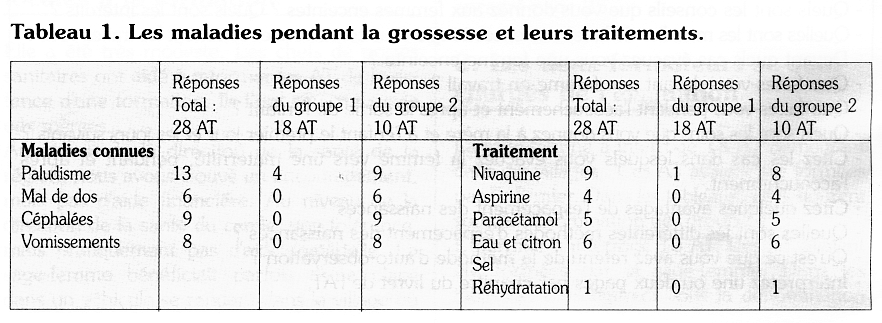 Tableau 1. Les maladies pendant la grossesse et leurs traitements.
Réponses Réponses Réponses Réponses Réponses Réponses
Total : du groupe 1 du groupe 2 Total : du groupe 1 du groupe 2
28 AT 18 AT 10 AT 28 AT 18 AT 10 AT
Maladies connues Traitement
Paludisme 13 4 9 Nivaquine 9 1 8
Mal de dos 6 0 6 Aspirine 4 0 4
Céphalées 9 0 9 Paracétamol 5 0 5
Vomissements 8 0 8 Eau et citron 6 0 6
Sel
Réhydratation 1 0 1